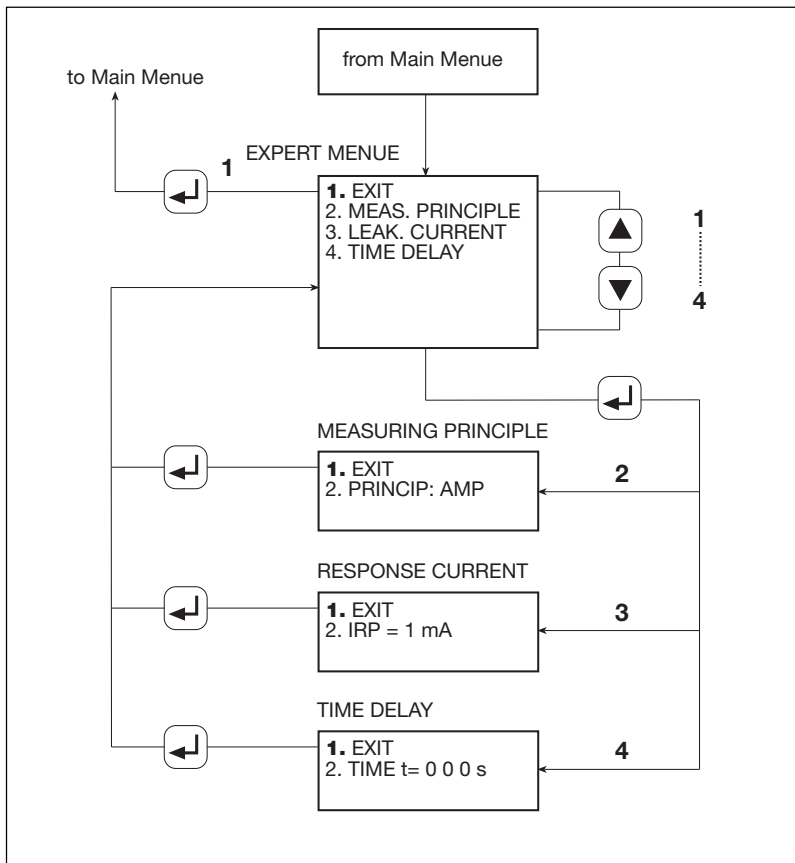 from Main Menue
to Main Menue
EXPERT MENUE
1
1. EXIT
2. MEAS. PRINCIPLE
3. LEAK. CURRENT
4. TIME DELAY
1
4
MEASURING PRINCIPLE
1. EXIT
2. PRINCIP: AMP
2
RESPONSE CURRENT
1. EXIT
2. IRP = 1 mA
3
TIME DELAY
1. EXIT
2. TIME t= 0 0 0 s
4